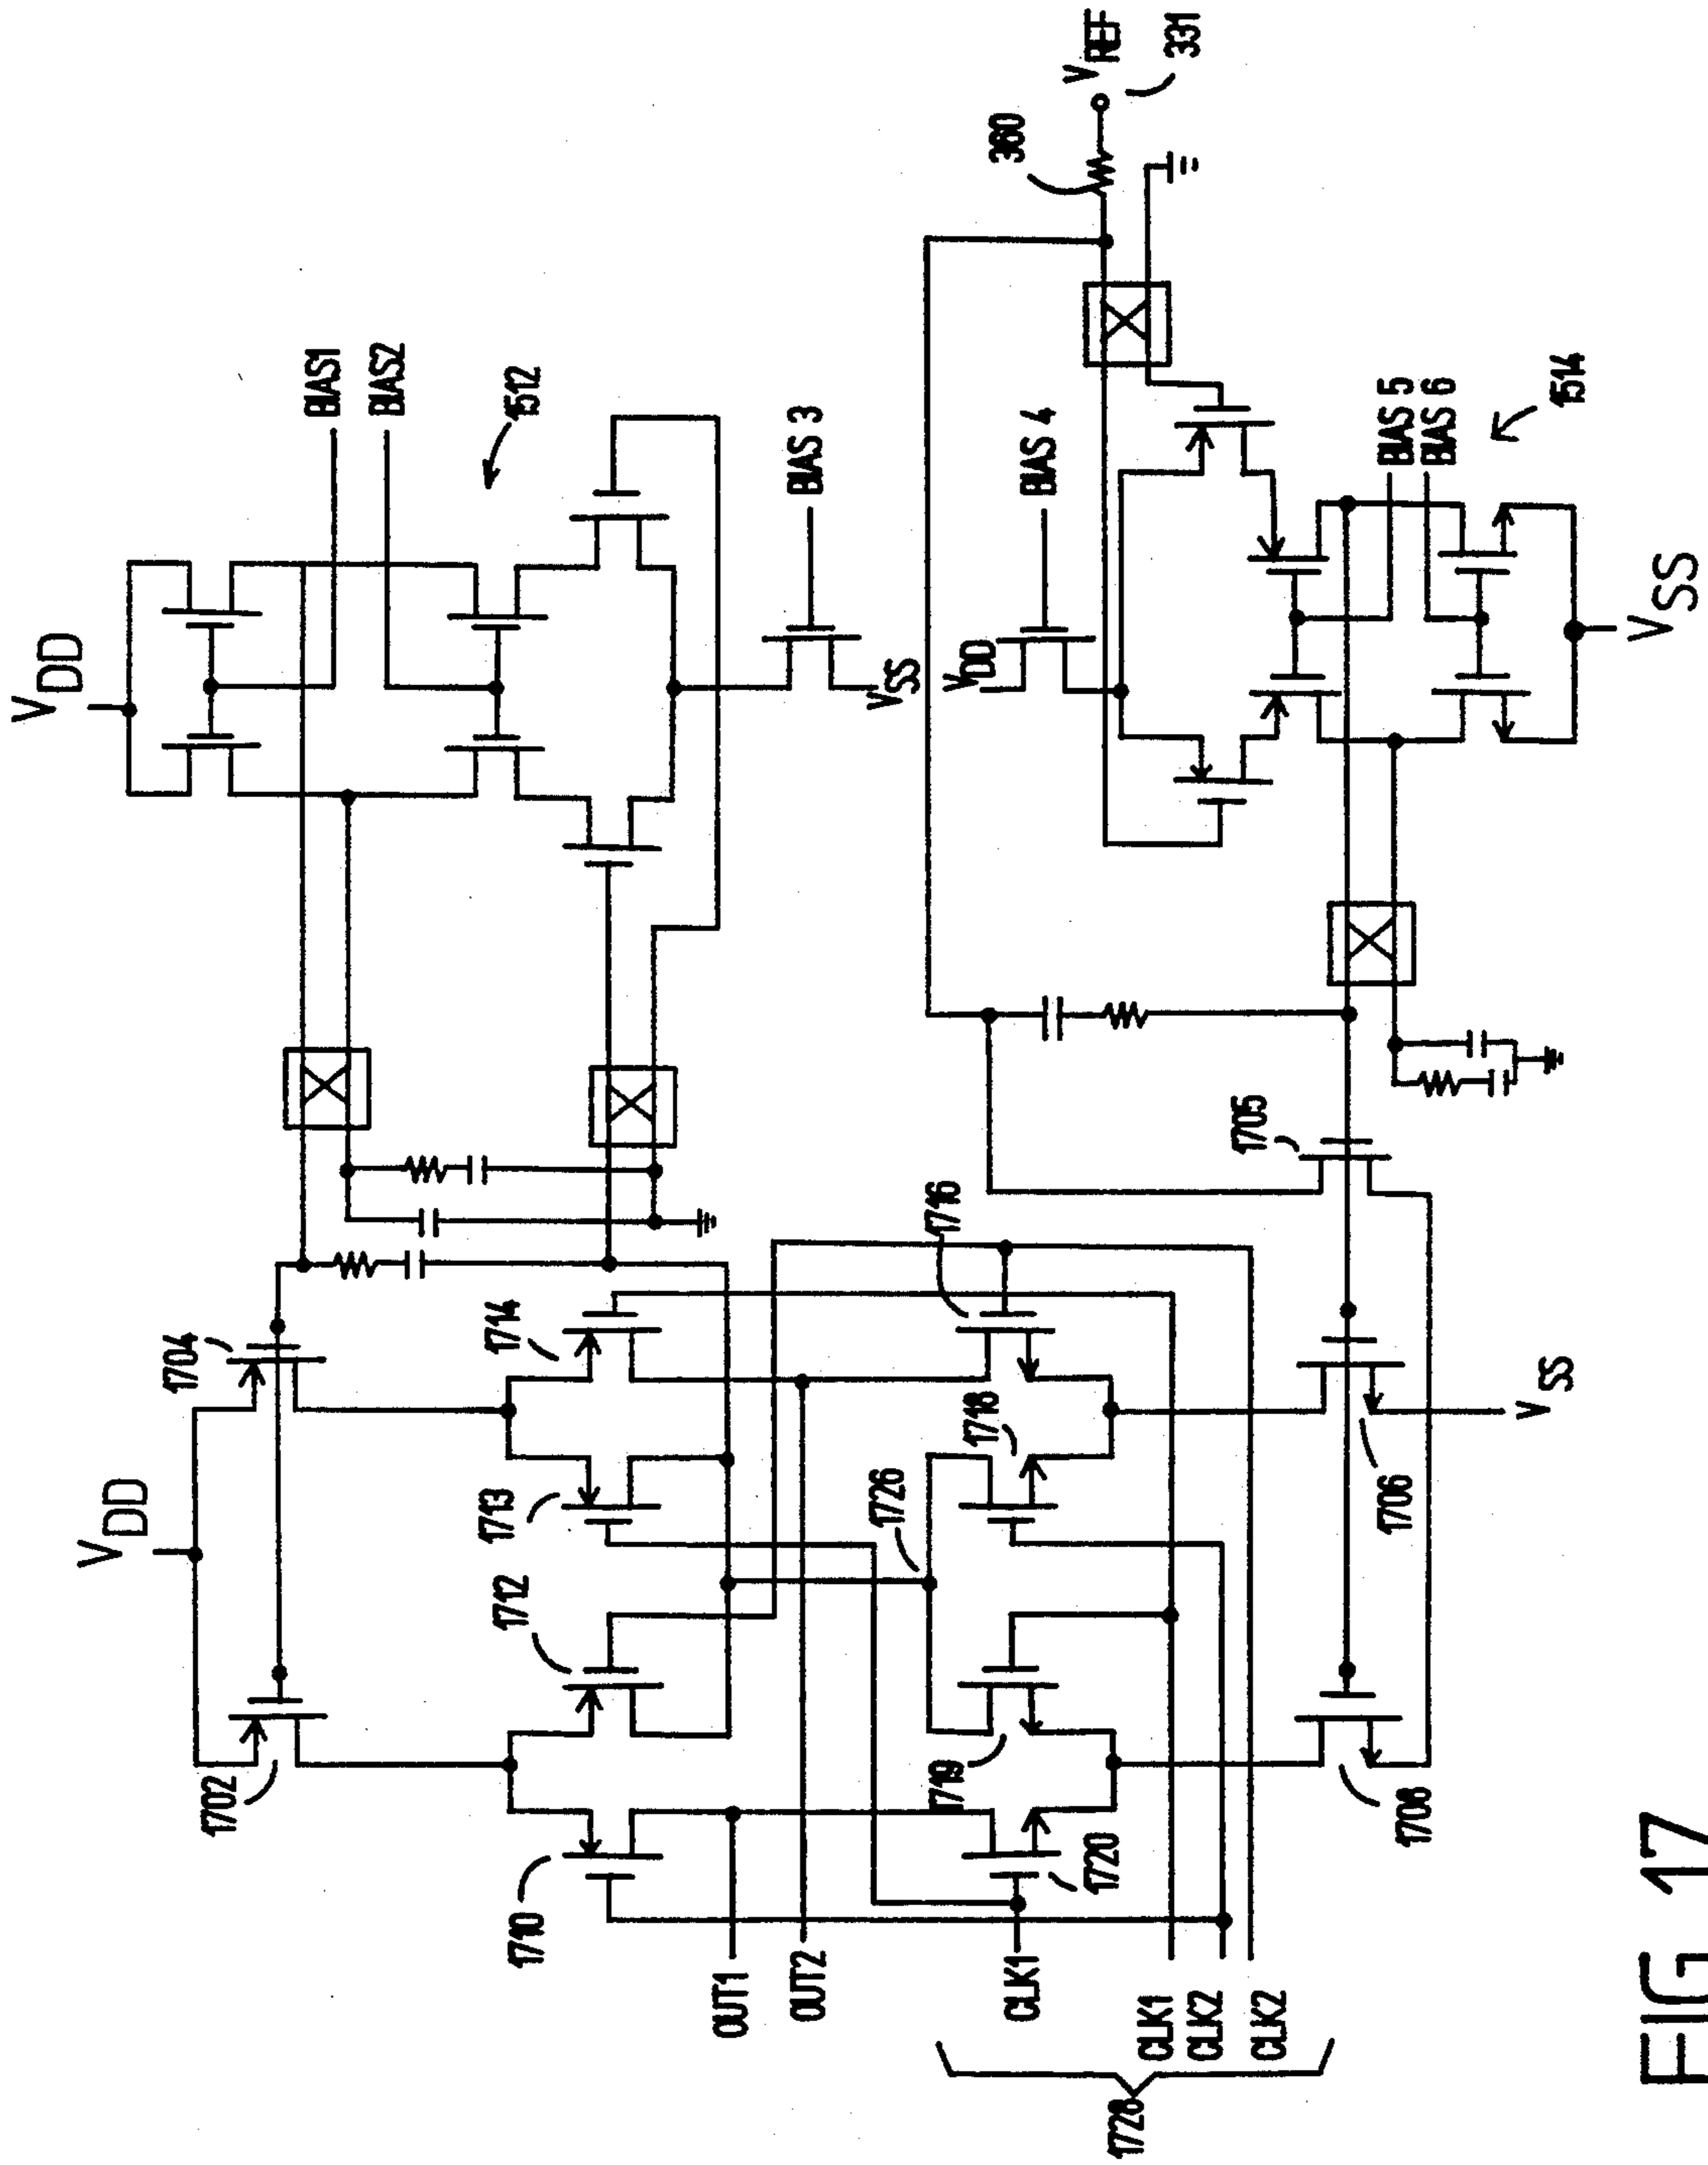 VDD
BIAS1
BIAS2
1512
BIAS 3
VSS
VDD
1702
1704
1710
1712
1713
1714
OUT1
OUT2
CLK1
CLK1
CLK2
CLK2
1728
1720
1719
1726
1718
1716
1708
1706
VSS
1705
VDD
BIAS 4
360
VREF
331
BIAS 5
BIAS 6
1514
VSS
FIG 17